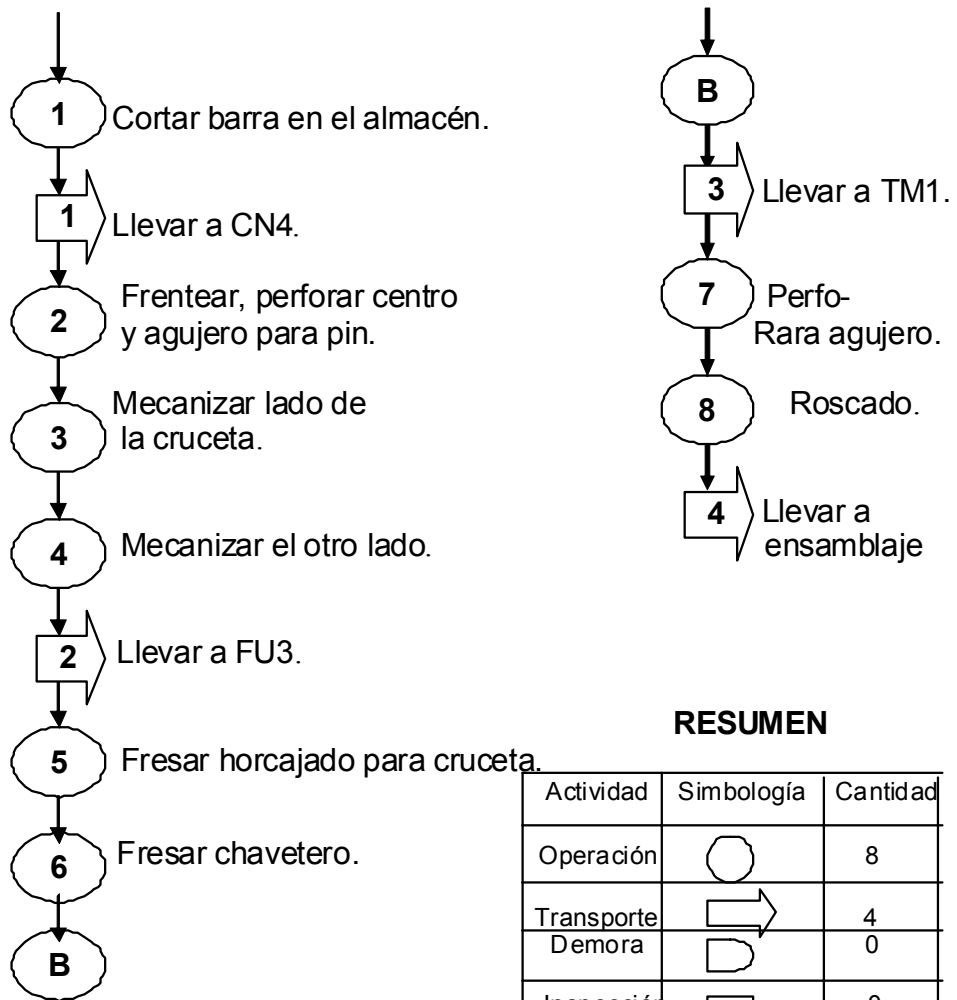 1
Cortar barra en el almacén.
1
Llevar a CN4.
2
Frentear, perforar centro
y agujero para pin.
3
Mecanizar lado de
la cruceta.
4
Mecanizar el otro lado.
2
Llevar a FU3.
5
Fresar horcajado para cruceta.
6
Fresar chavetero.
B
B
3
Llevar a TM1.
7
Perfo-
Rara agujero.
8
Roscado.
4
Llevar a
ensamblaje
RESUMEN
Actividad Simbología Cantidad
Operación 8
Transporte 4
Demora 0